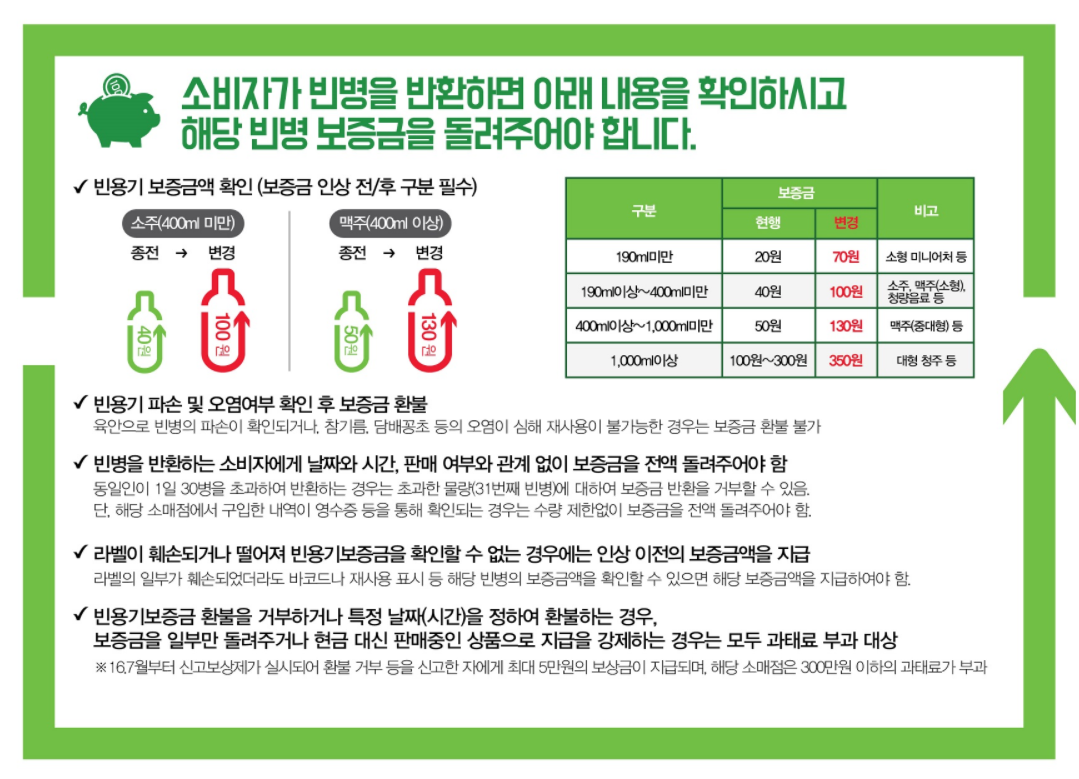 소비자가 빈병을 반환하면 아래 내용을 확인하시고
해당 빈병 보증금을 돌려주어야 합니다.
✓ 빈용기 보증금액 확인 (보증금 인상 전/후 구분 필수)
소주(400ml 미만)
종전 → 변경
40원
100원
맥주(400ml 이상)
종전 → 변경
50원
130원
구분 보증금 비고
현행 변경
190ml미만 20원 70원 소형 미니어처 등
190ml이상~400ml미만 40원 100원 소주, 맥주(소형), 청량음료 등
400ml이상~1,000ml미만 50원 130원 맥주(중대형) 등
1,000ml이상 100원~300원 350원 대형 청주 등
✓ 빈용기 파손 및 오염여부 확인 후 보증금 환불
육안으로 빈병의 파손이 확인되거나, 참기름, 담배꽁초 등의 오염이 심해 재사용이 불가능한 경우는 보증금 환불 불가
✓ 빈병을 반환하는 소비자에게 날짜와 시간, 판매 여부와 관계 없이 보증금을 전액 돌려주어야 함
동일인이 1일 30병을 초과하여 반환하는 경우는 초과한 물량(31번째 빈병)에 대하여 보증금 반환을 거부할 수 있음.
단, 해당 소매점에서 구입한 내역이 영수증 등을 통해 확인되는 경우는 수량 제한없이 보증금을 전액 돌려주어야 함.
✓ 라벨이 훼손되거나 떨어져 빈용기보증금을 확인할 수 없는 경우에는 인상 이전의 보증금액을 지급
라벨의 일부가 훼손되었더라도 바코드나 재사용 표시 등 해당 빈병의 보증금액을 확인할 수 있으면 해당 보증금액을 지급하여야 함.
✓ 빈용기보증금 환불을 거부하거나 특정 날짜(시간)을 정하여 환불하는 경우,
보증금을 일부만 돌려주거나 현금 대신 판매중인 상품으로 지급을 강제하는 경우는 모두 과태료 부과 대상
※ 16.7월부터 신고보상제가 실시되어 환불 거부 등을 신고한 자에게 최대 5만원의 보상금이 지급되며, 해당 소매점은 300만원 이하의 과태료가 부과